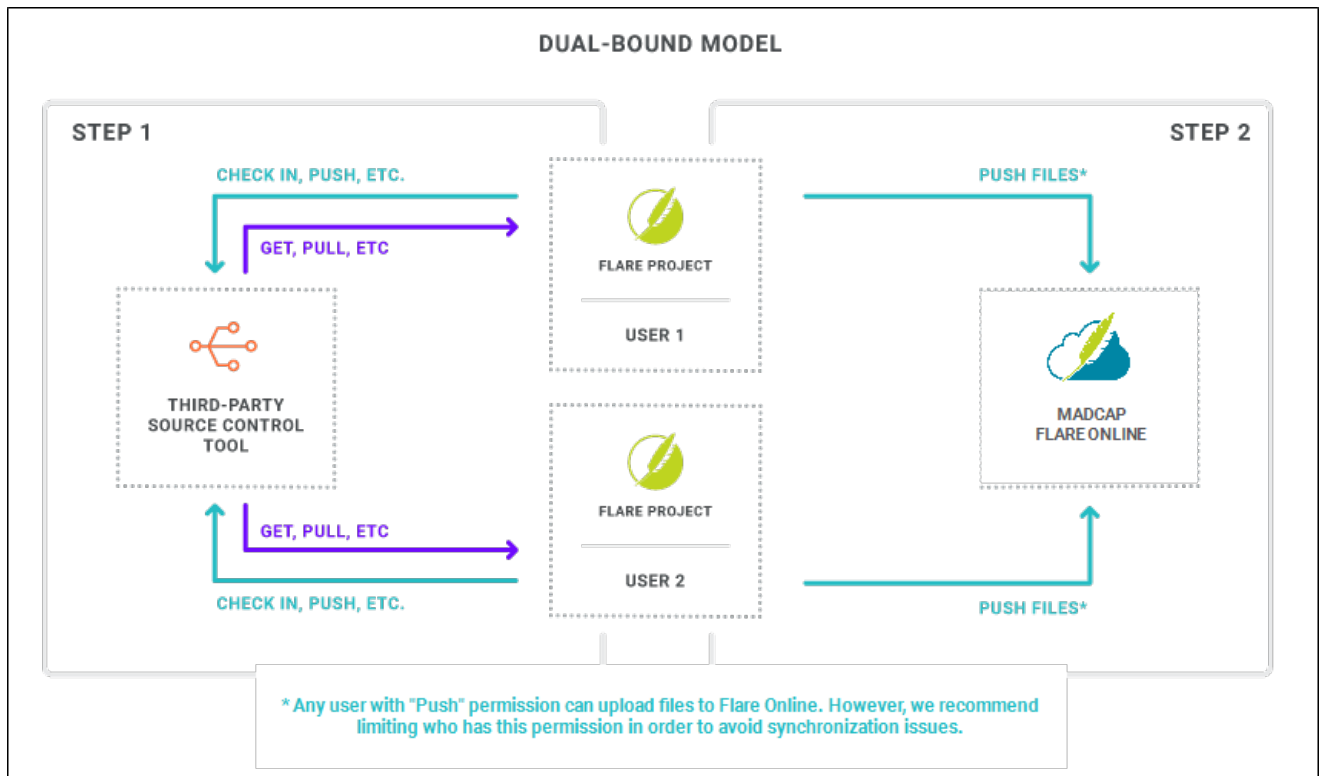 DUAL-BOUND MODEL
STEP 1
STEP 2
CHECK IN, PUSH, ETC.
GET, PULL, ETC
FLARE PROJECT
USER 1
PUSH FILES*
THIRD-PARTY
SOURCE CONTROL
TOOL
MADCAP
FLARE ONLINE
GET, PULL, ETC
CHECK IN, PUSH, ETC.
FLARE PROJECT
USER 2
PUSH FILES*
* Any user with "Push" permission can upload files to Flare Online. However, we recommend
limiting who has this permission in order to avoid synchronization issues.